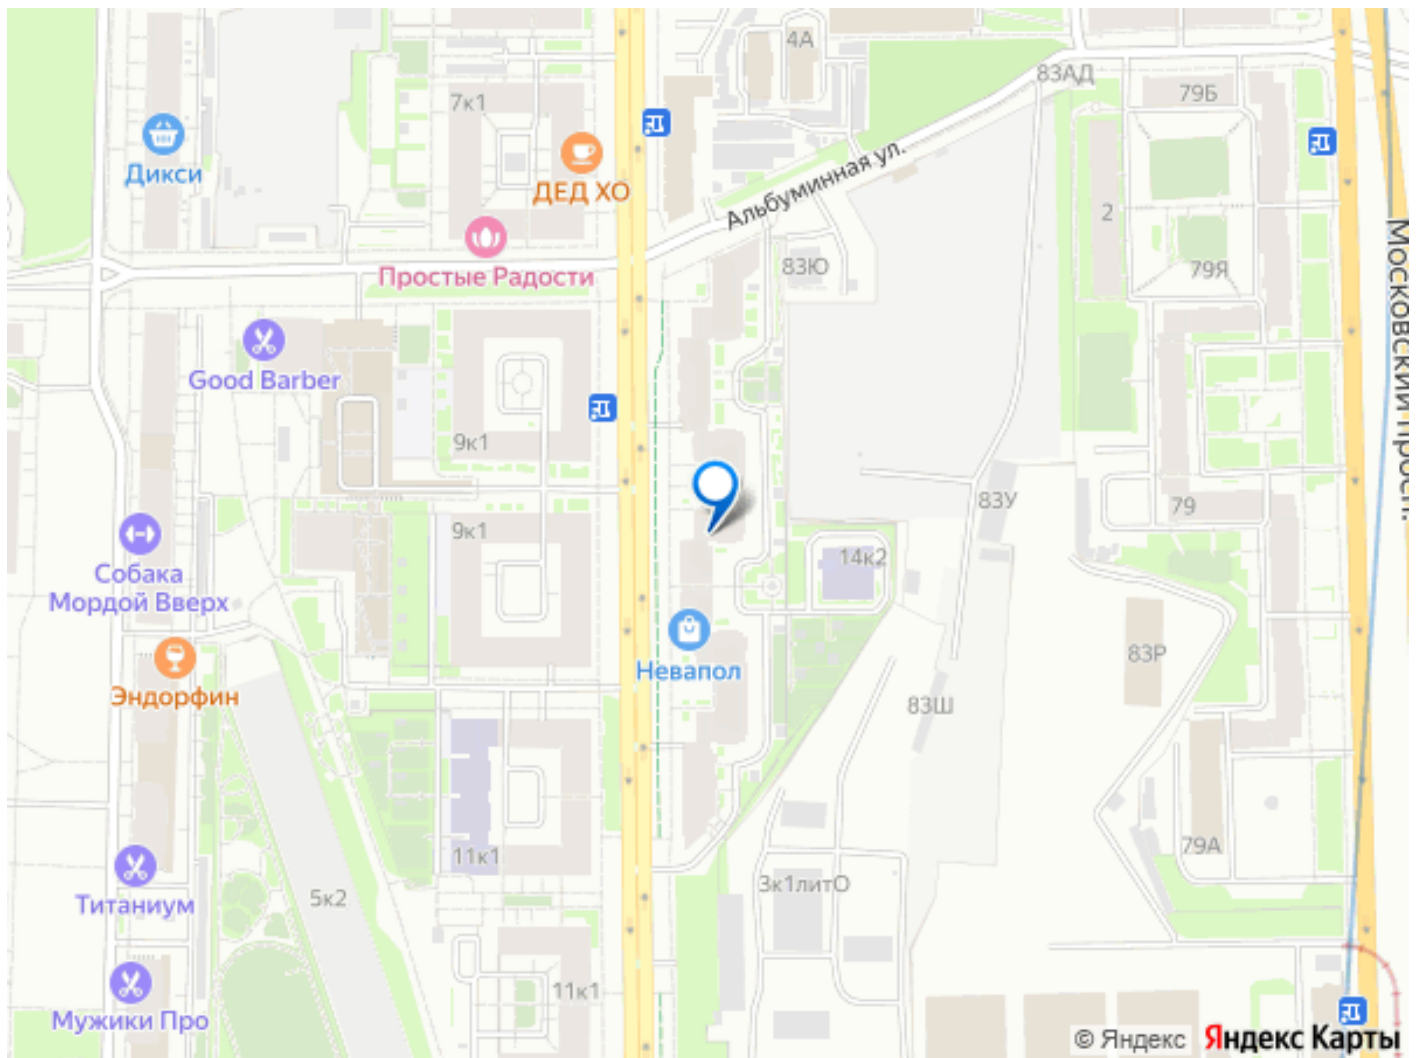 4А
83АД
79Б
7к1
Дикси
ДЕД ХО
Альбуминная ул.
2
Простые Радости
83Ю
79Я
Московский просп.
Good Barber
9к1
83У
79
9к1
14к2
Собака
Мордой Вверх
Невапол
83Р
Эндорфин
83Ш
79А
11к1
3к1литО
5к2
Титаниум
11к1
Мужики Про
© Яндекс Яндекс Карты